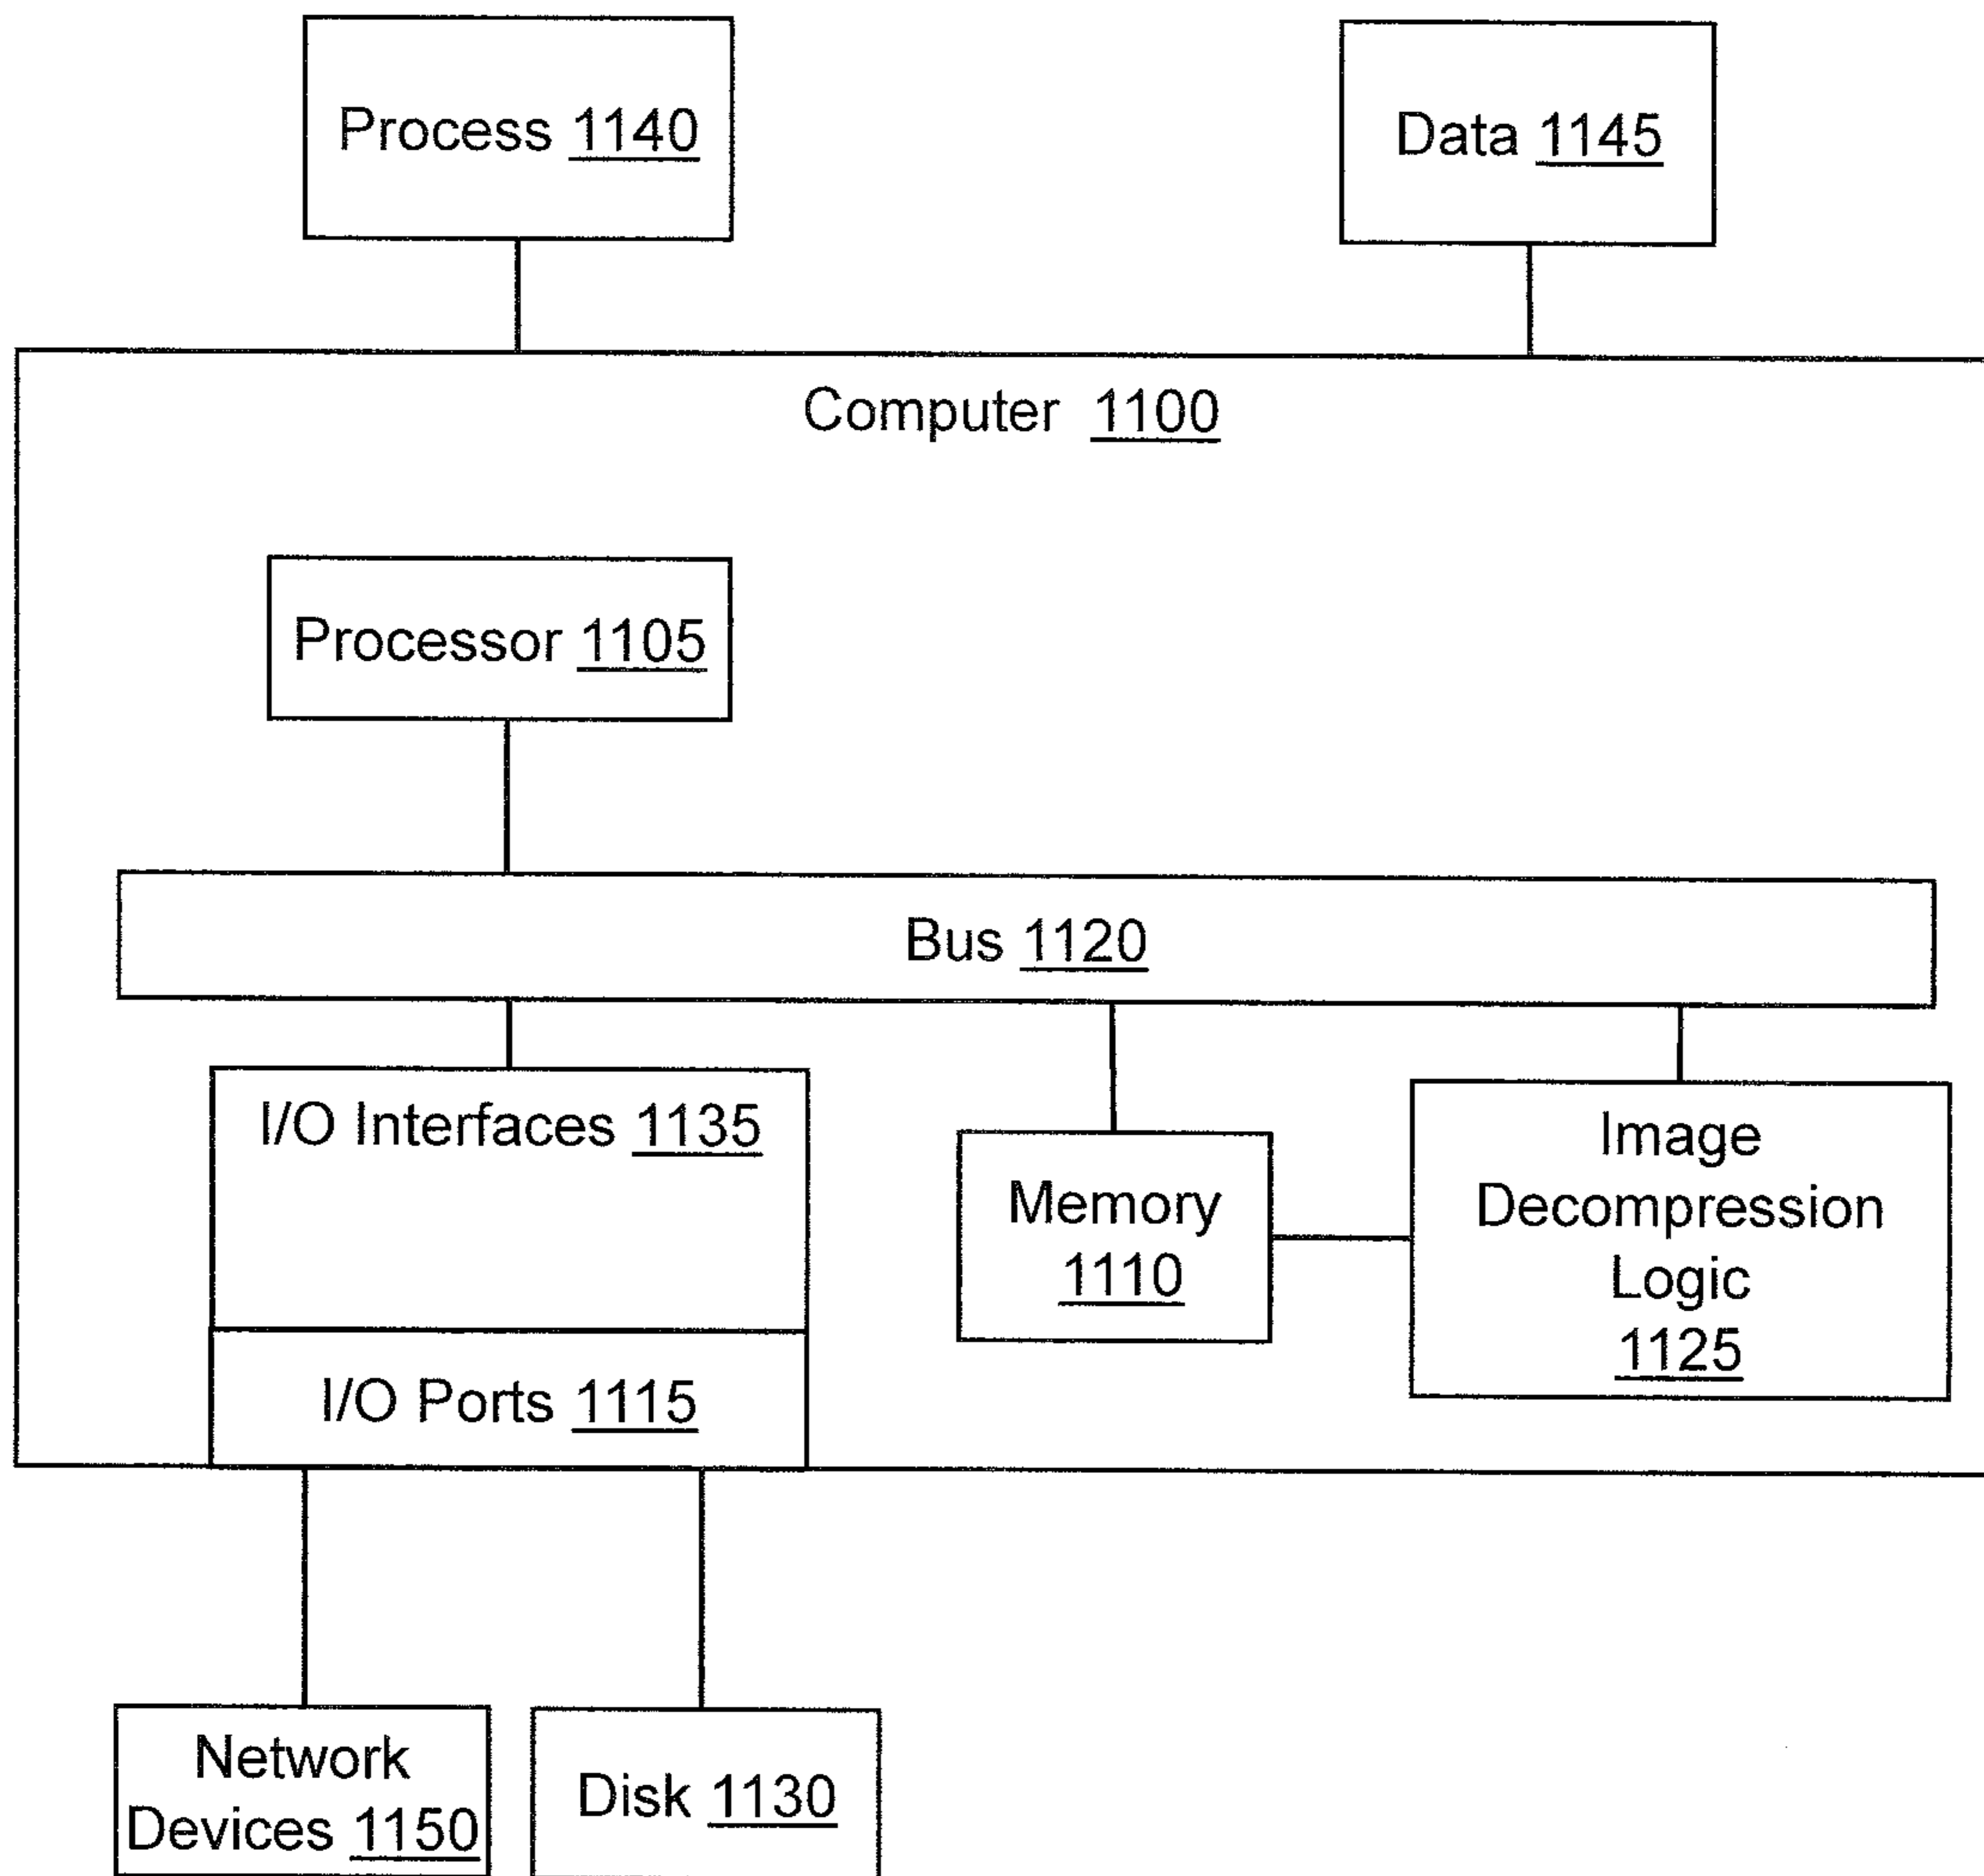 Process 1140
Data 1145
Computer 1100
Processor 1105
Bus 1120
I/O Interfaces 1135
I/O Ports 1115
Memory
1110
Image
Decompression
Logic
1125
Network
Devices 1150
Disk 1130